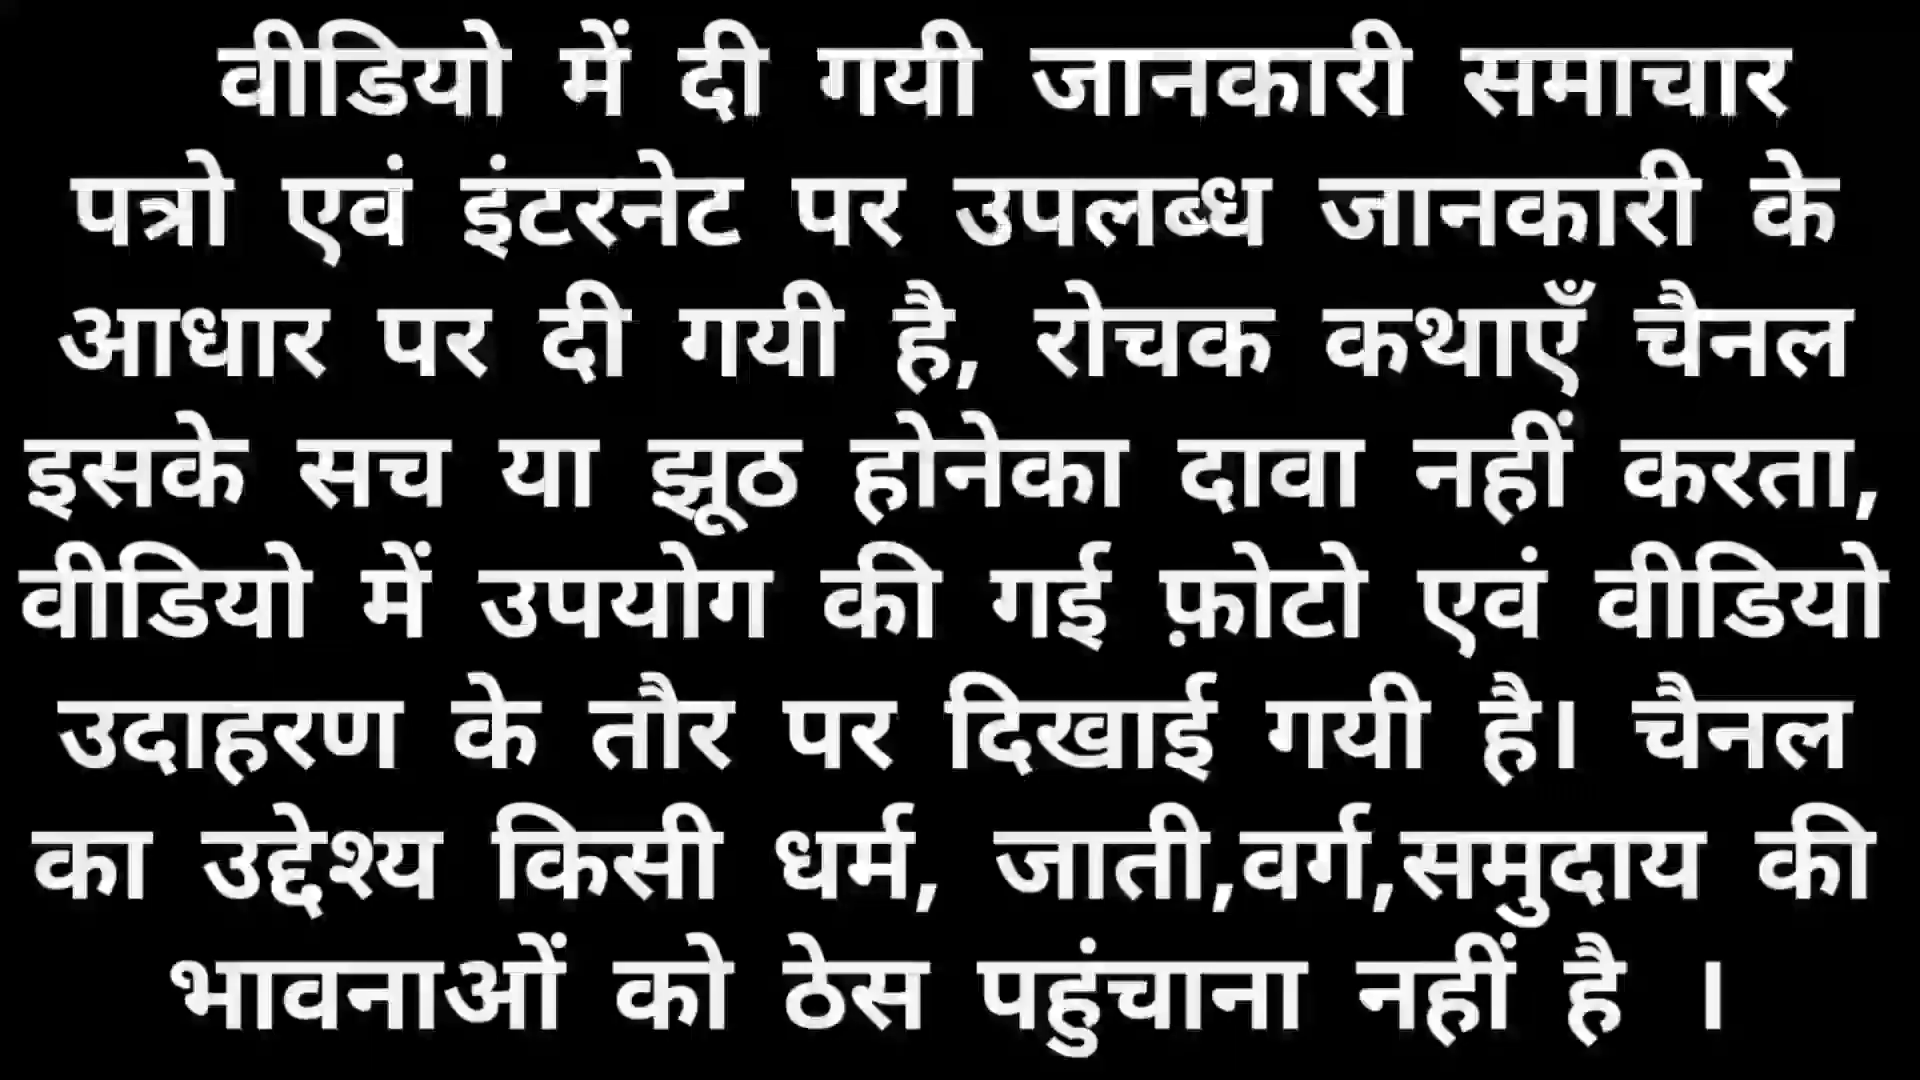 वीडियो में दी गयी जानकारी समाचार
पत्रो एवं इंटरनेट पर उपलब्ध जानकारी के
आधार पर दी गयी है, रोचक कथाएँ चैनल
इसके सच या झूठ होनेका दावा नहीं करता,
वीडियो में उपयोग की गई फ़ोटो एवं वीडियो
उदाहरण के तौर पर दिखाई गयी है। चैनल
का उद्देश्य किसी धर्म, जाती,वर्ग,समुदाय की
भावनाओं को ठेस पहुंचाना नहीं है ।